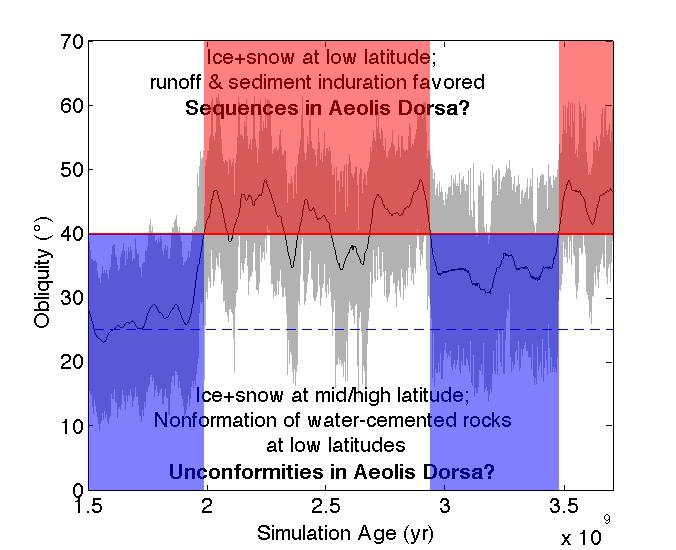 70
60
50
40
30
20
10
0
Obliquity (°)
Ice+snow at low latitude;
runoff & sediment induration favored
Sequences in Aeolis Dorsa?
Ice+snow at mid/high latitude;
Nonformation of water-cemented rocks
at low latitudes
Unconformities in Aeolis Dorsa?
1.5 2 2.5 3 3.5
Simulation Age (yr)
x 10⁹